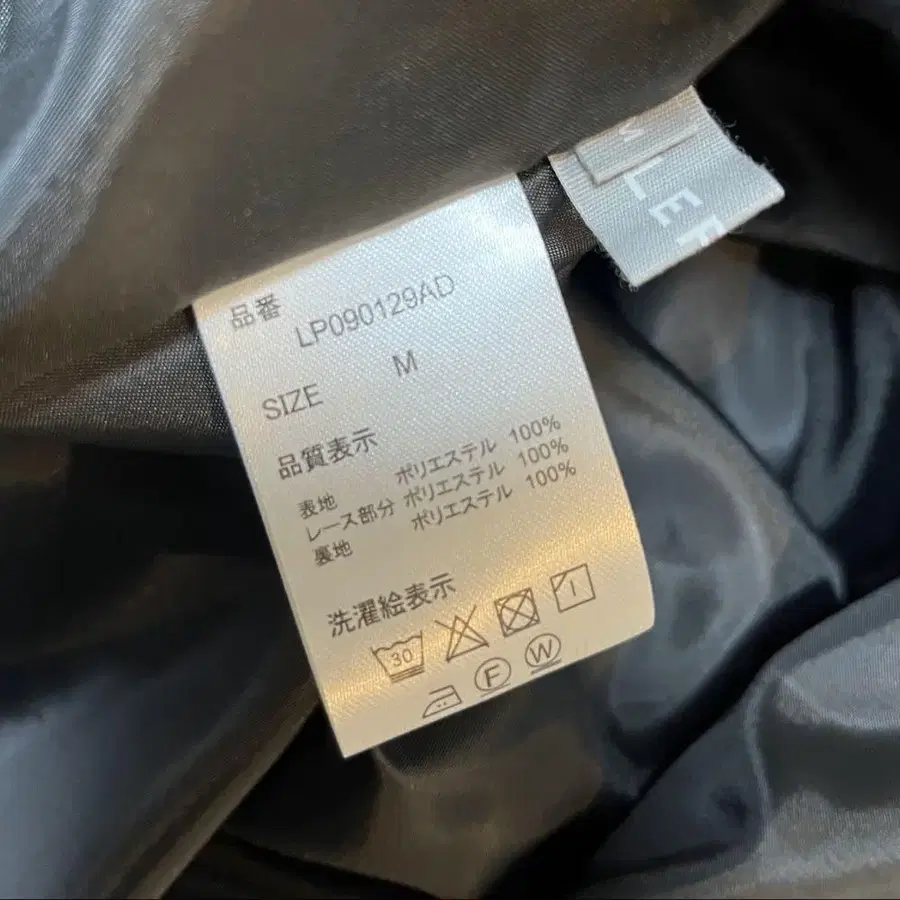 LER
品番
LP090129AD
SIZE M
品質表示
表地 ポリエステル 100%
レース部分 ポリエステル 100%
裏地 ポリエステル 100%
洗濯絵表示
30
F W